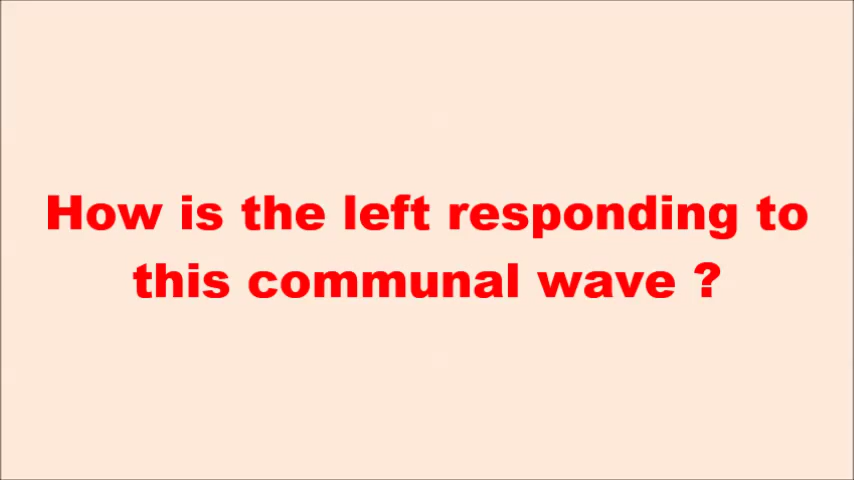 How is the left responding to
this communal wave ?